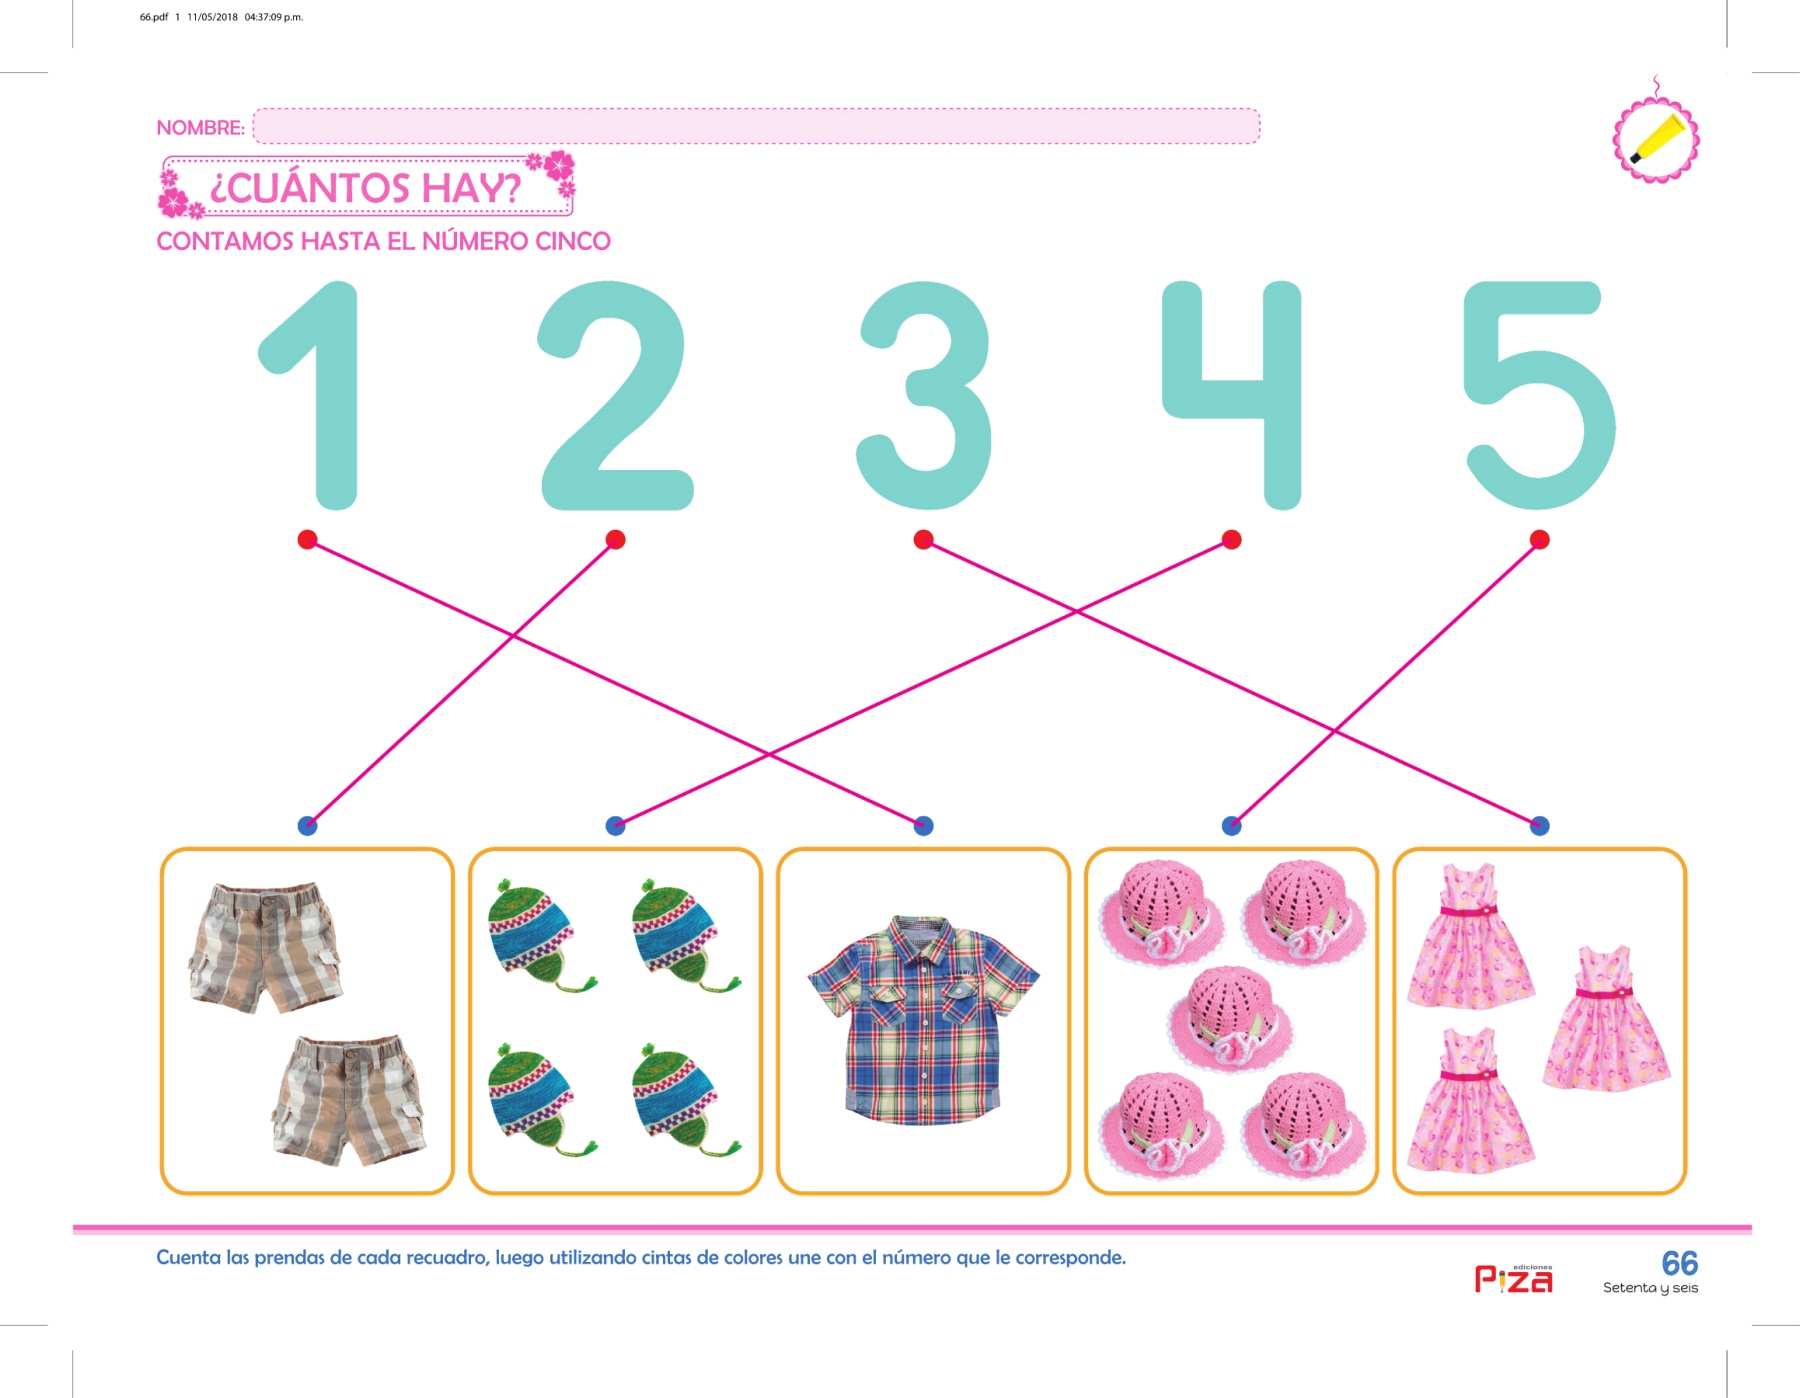 66.pdf 1 11/05/2018 04:37:09 p.m.
NOMBRE:
¿CUÁNTOS HAY?
CONTAMOS HASTA EL NÚMERO CINCO
1 2 3 4 5
Cuenta las prendas de cada recuadro, luego utilizando cintas de colores une con el número que le corresponde.
ediciones
Piza
66
Setenta y seis